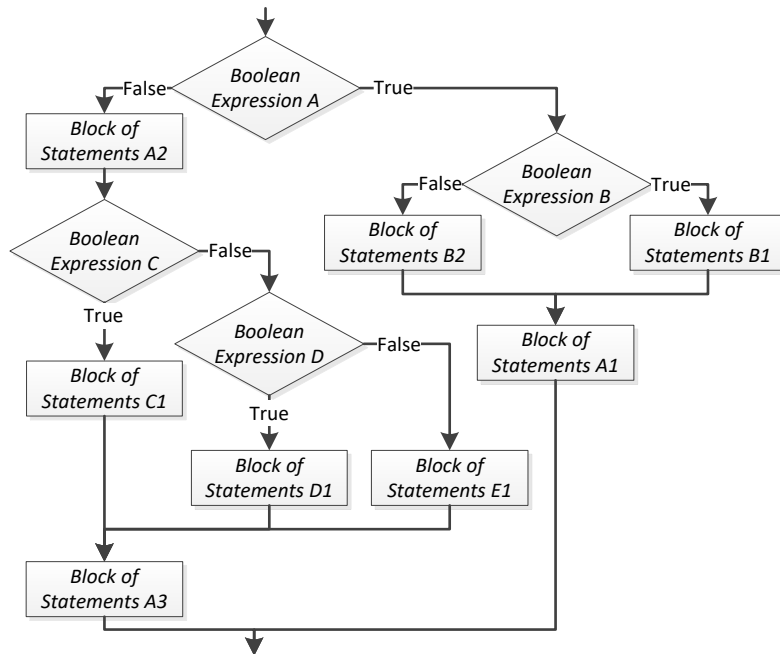 Boolean
Expression A
False
True
Block of
Statements A2
Boolean
Expression B
False
True
Boolean
Expression C
False
Block of
Statements B2
Block of
Statements B1
True
Boolean
Expression D
False
Block of
Statements A1
Block of
Statements C1
True
Block of
Statements D1
Block of
Statements E1
Block of
Statements A3